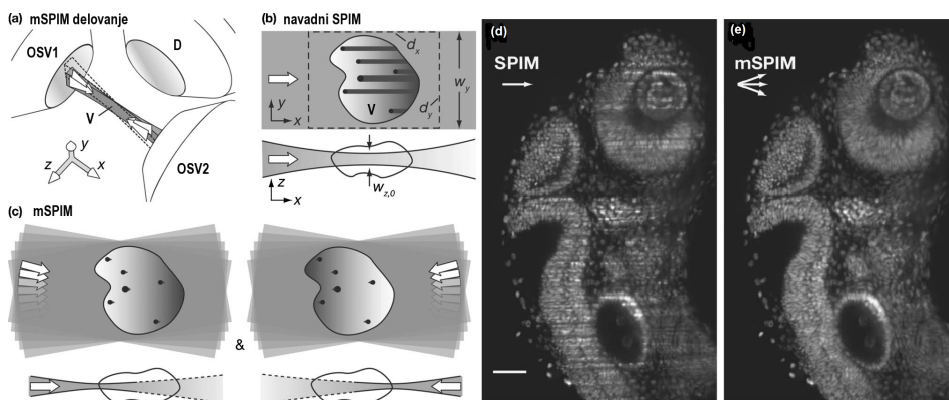 (a) mSPIM delovanje
OSV1
D
V
y
z
x
OSV2
(b) navadni SPIM
dx
wy
V
dy
y
x
z
x
wz,0
(c) mSPIM
&
(d)
SPIM
(e)
mSPIM